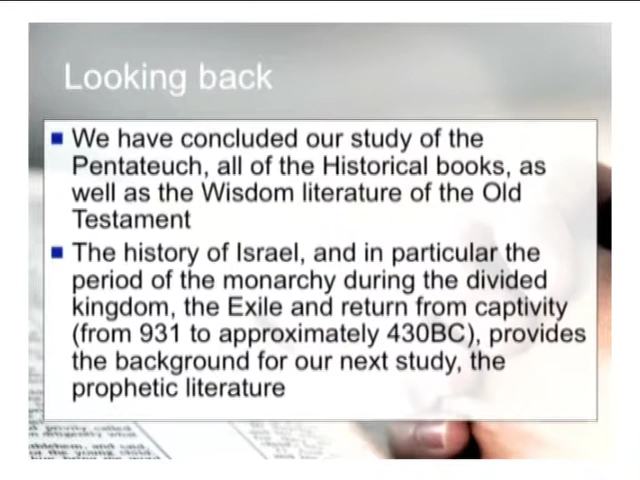 Looking back
■ We have concluded our study of the
Pentateuch, all of the Historical books, as
well as the Wisdom literature of the Old
Testament
■ The history of Israel, and in particular the
period of the monarchy during the divided
kingdom, the Exile and return from captivity
(from 931 to approximately 430BC), provides
the background for our next study, the
prophetic literature